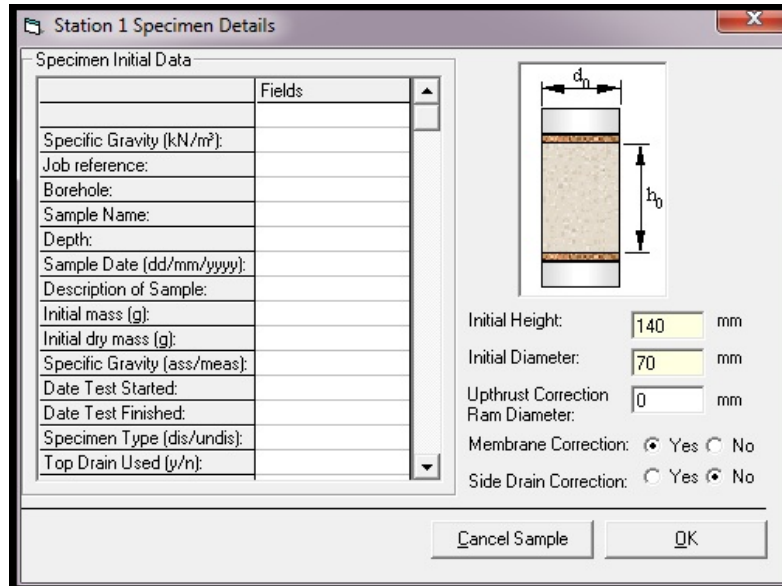 Station 1 Specimen Details
Specimen Initial Data
Fields
Specific Gravity (kN/m³):
Job reference:
Borehole:
Sample Name:
Depth:
Sample Date (dd/mm/yyyy):
Description of Sample:
Initial mass (g):
Initial dry mass (g):
Specific Gravity (ass/meas):
Date Test Started:
Date Test Finished:
Specimen Type (dis/undis):
Top Drain Used (y/n):
d₀
h₀
Initial Height: 140 mm
Initial Diameter: 70 mm
Upthrust Correction
Ram Diameter: 0 mm
Membrane Correction: Yes No
Side Drain Correction: Yes No
Cancel Sample OK